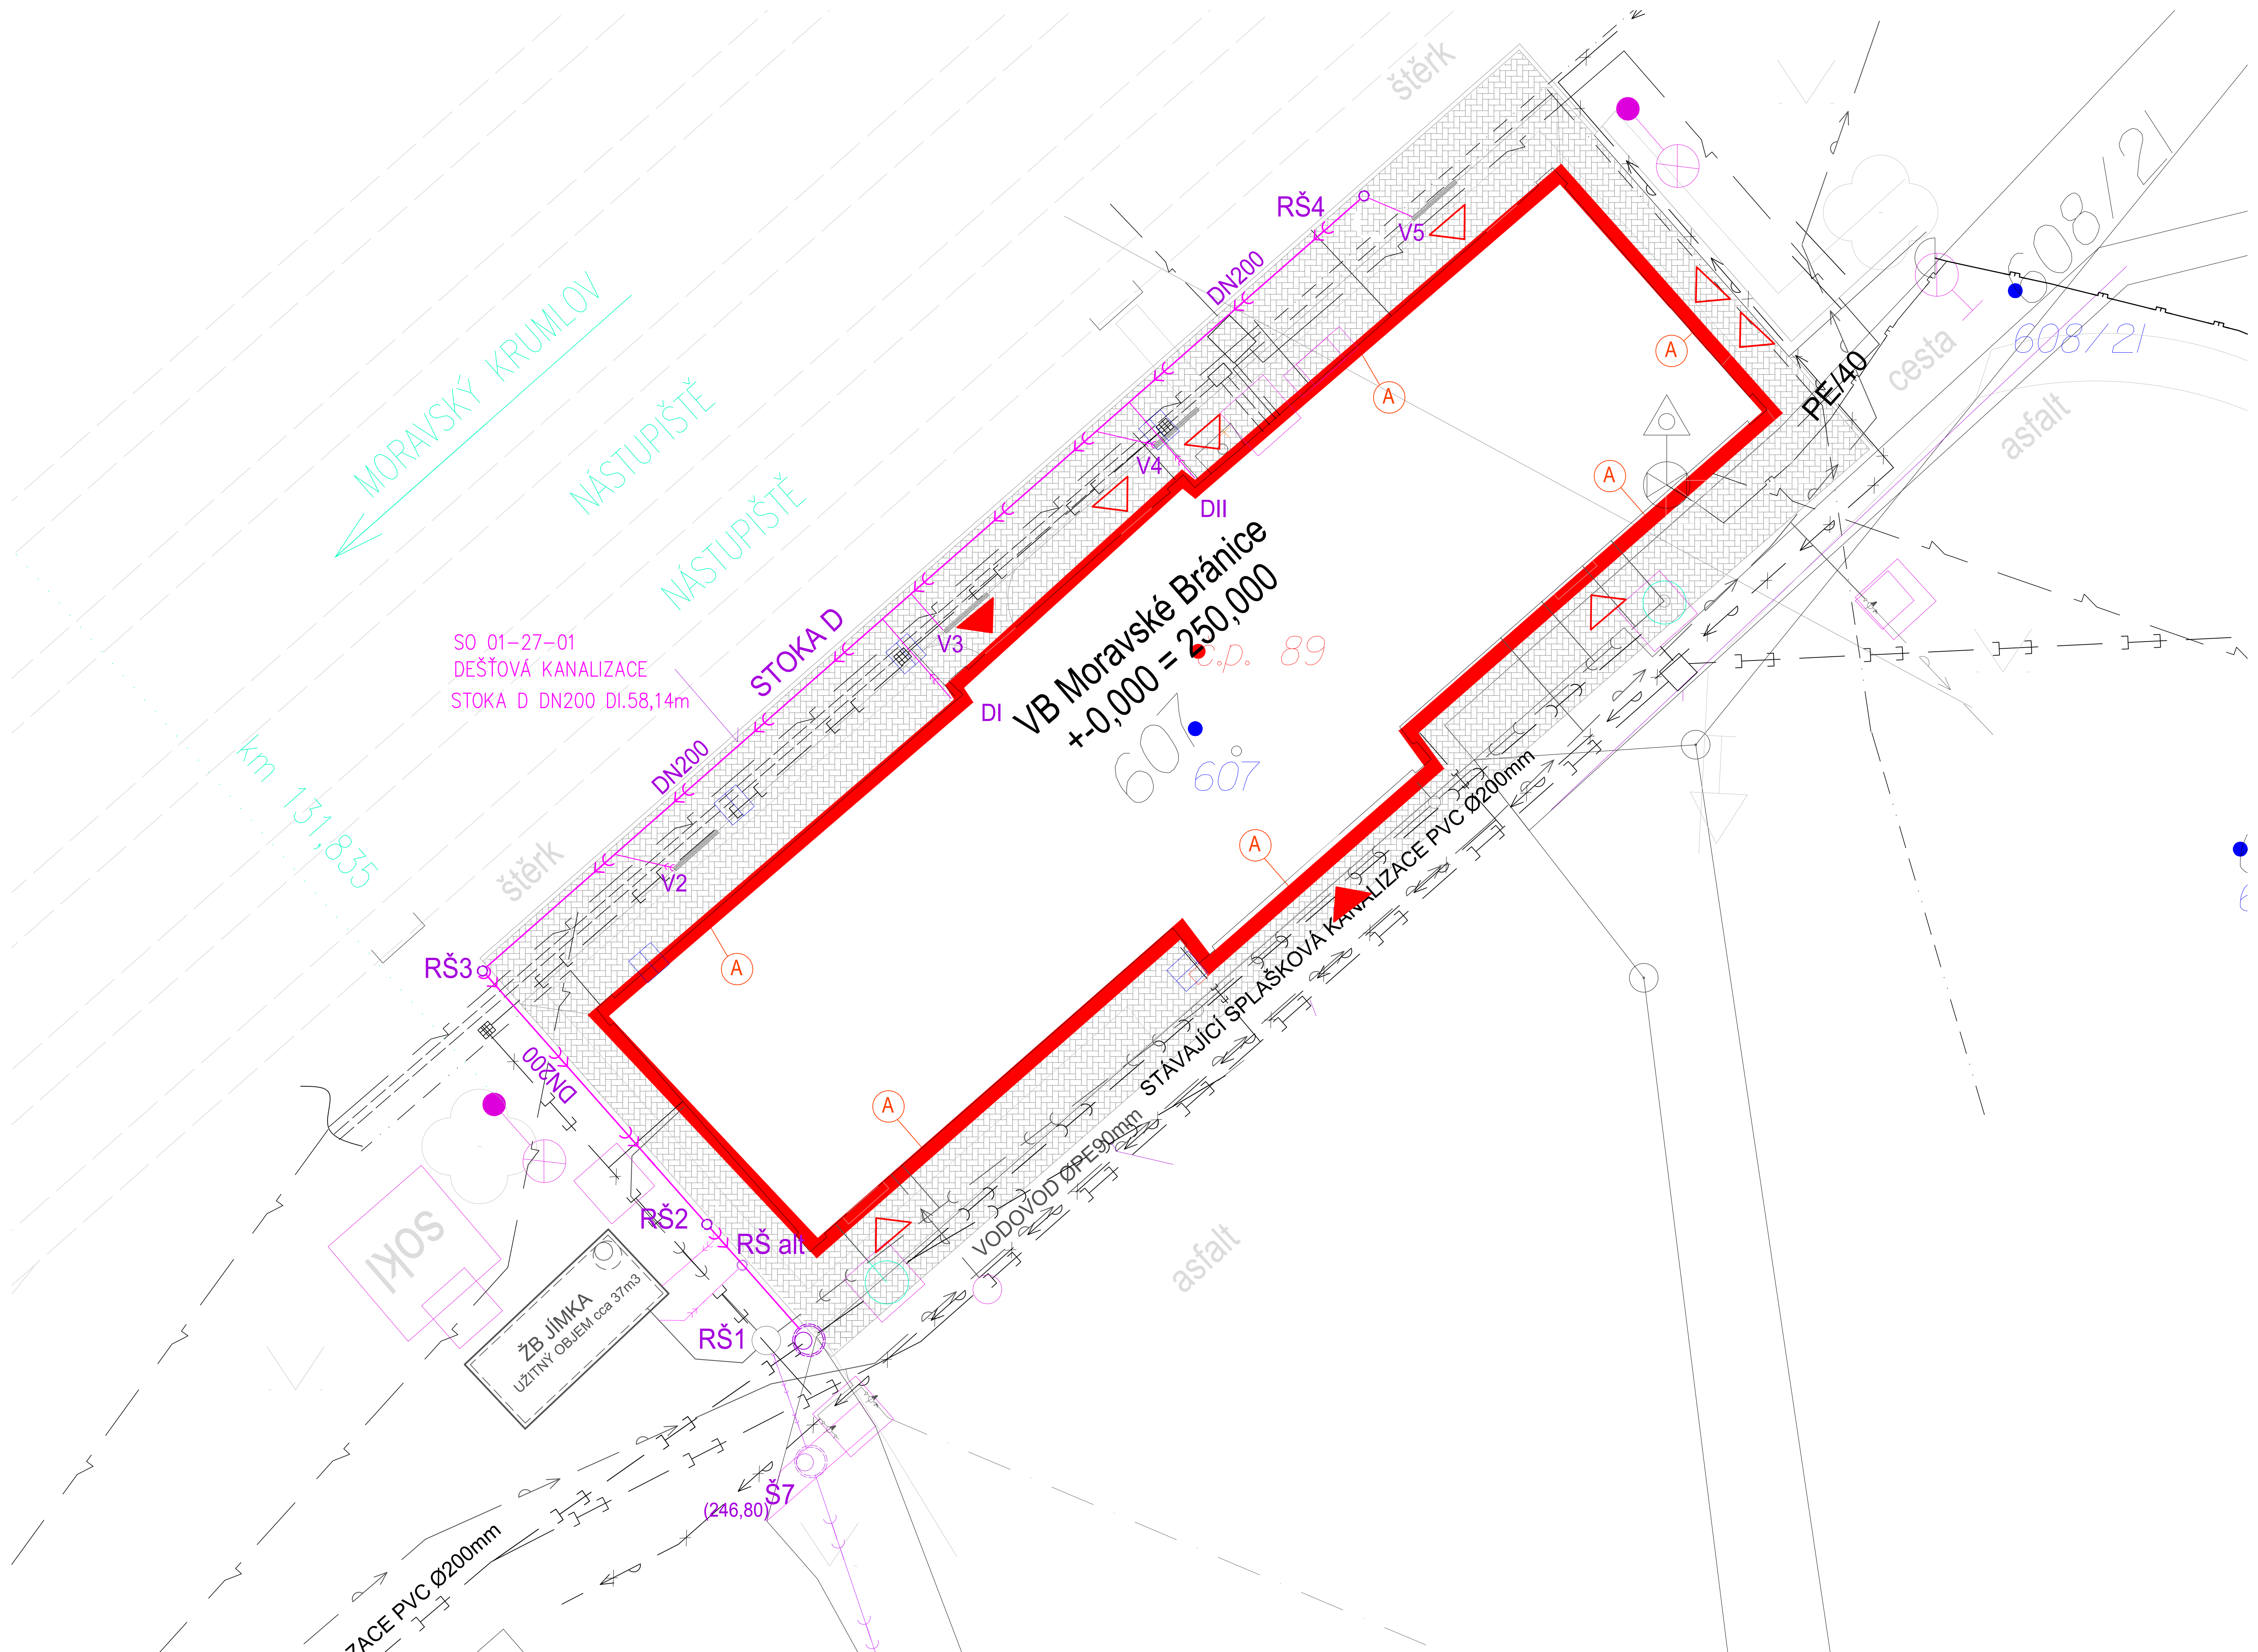 štěrk
RŠ4
V5
DN200
608/21
608/21
cesta
asfalt
PE/40
MORAVSKÝ KRUMLOV
NÁSTUPIŠTĚ
NÁSTUPIŠTĚ
A
A
A
V4
DII
SO 01-27-01
DEŠŤOVÁ KANALIZACE
STOKA D DN200 Dl.58,14m
STOKA D
V3
DI
VB Moravské Bránice
+-0,000 = 250,000
č.p. 89
607
607
km 131,835
DN200
štěrk
V2
A
A
RŠ3
DN200
STÁVAJÍCÍ SPLAŠKOVÁ KANALIZACE PVC Ø200mm
A
VODOVOD ØPE90mm
asfalt
sokl
RŠ2
RŠ alt
RŠ1
ŽB JÍMKA
UŽITNÝ OBJEM cca 37m3
Š7
(246,80)
ZACE PVC Ø200mm